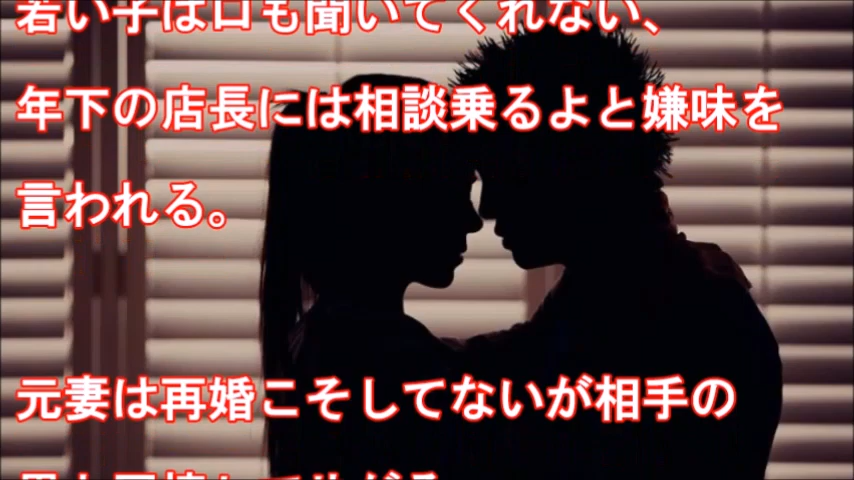 若い子は口も聞いてくれない、
年下の店長には相談乗るよと嫌味を
言われる。
元妻は再婚こそしてないが相手の